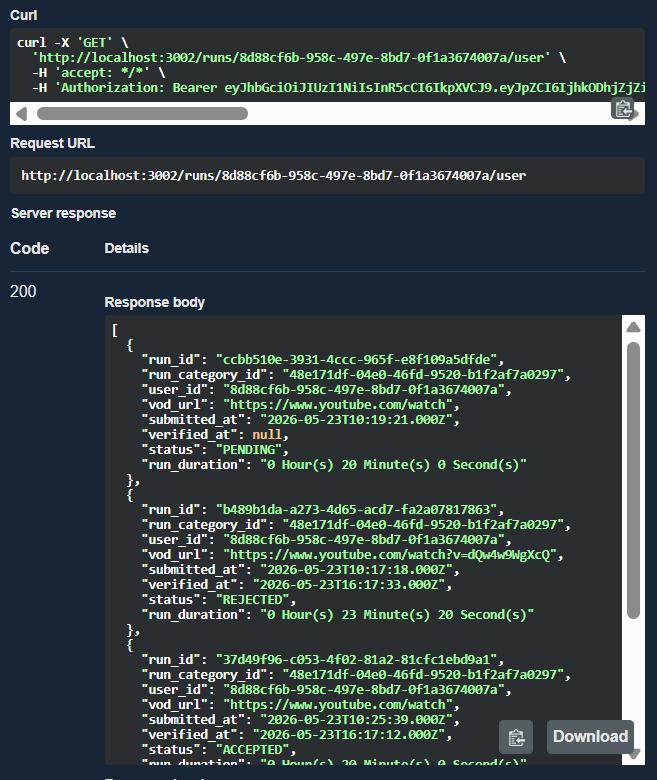 Curl
curl -X 'GET' \
'http://localhost:3002/runs/8d88cf6b-958c-497e-8bd7-0f1a3674007a/user' \
-H 'accept: */*' \
-H 'Authorization: Bearer eyJhbGciOiJIUzI1NiIsInR5cCI6IkpXVCJ9.eyJpZCI6IjhkODhjZjZi
Request URL
http://localhost:3002/runs/8d88cf6b-958c-497e-8bd7-0f1a3674007a/user
Server response
Code Details
200
Response body
[
{
"run_id": "ccbb510e-3931-4ccc-965f-e8f109a5dfde",
"run_category_id": "48e171df-04e0-46fd-9520-b1f2af7a0297",
"user_id": "8d88cf6b-958c-497e-8bd7-0f1a3674007a",
"vod_url": "https://www.youtube.com/watch",
"submitted_at": "2026-05-23T10:19:21.000Z",
"verified_at": null,
"status": "PENDING",
"run_duration": "0 Hour(s) 20 Minute(s) 0 Second(s)"
},
{
"run_id": "b489b1da-a273-4d65-acd7-fa2a07817863",
"run_category_id": "48e171df-04e0-46fd-9520-b1f2af7a0297",
"user_id": "8d88cf6b-958c-497e-8bd7-0f1a3674007a",
"vod_url": "https://www.youtube.com/watch?v=dQw4w9WgXcQ",
"submitted_at": "2026-05-23T10:17:18.000Z",
"verified_at": "2026-05-23T16:17:33.000Z",
"status": "REJECTED",
"run_duration": "0 Hour(s) 23 Minute(s) 20 Second(s)"
},
{
"run_id": "37d49f96-c053-4f02-81a2-81cfc1ebd9a1",
"run_category_id": "48e171df-04e0-46fd-9520-b1f2af7a0297",
"user_id": "8d88cf6b-958c-497e-8bd7-0f1a3674007a",
"vod_url": "https://www.youtube.com/watch",
"submitted_at": "2026-05-23T10:25:39.000Z",
"verified_at": "2026-05-23T16:17:12.000Z",
"status": "ACCEPTED",
"run_duration": "0 Hour(s) 20 Minute(s) 0 Second(s)"
Download